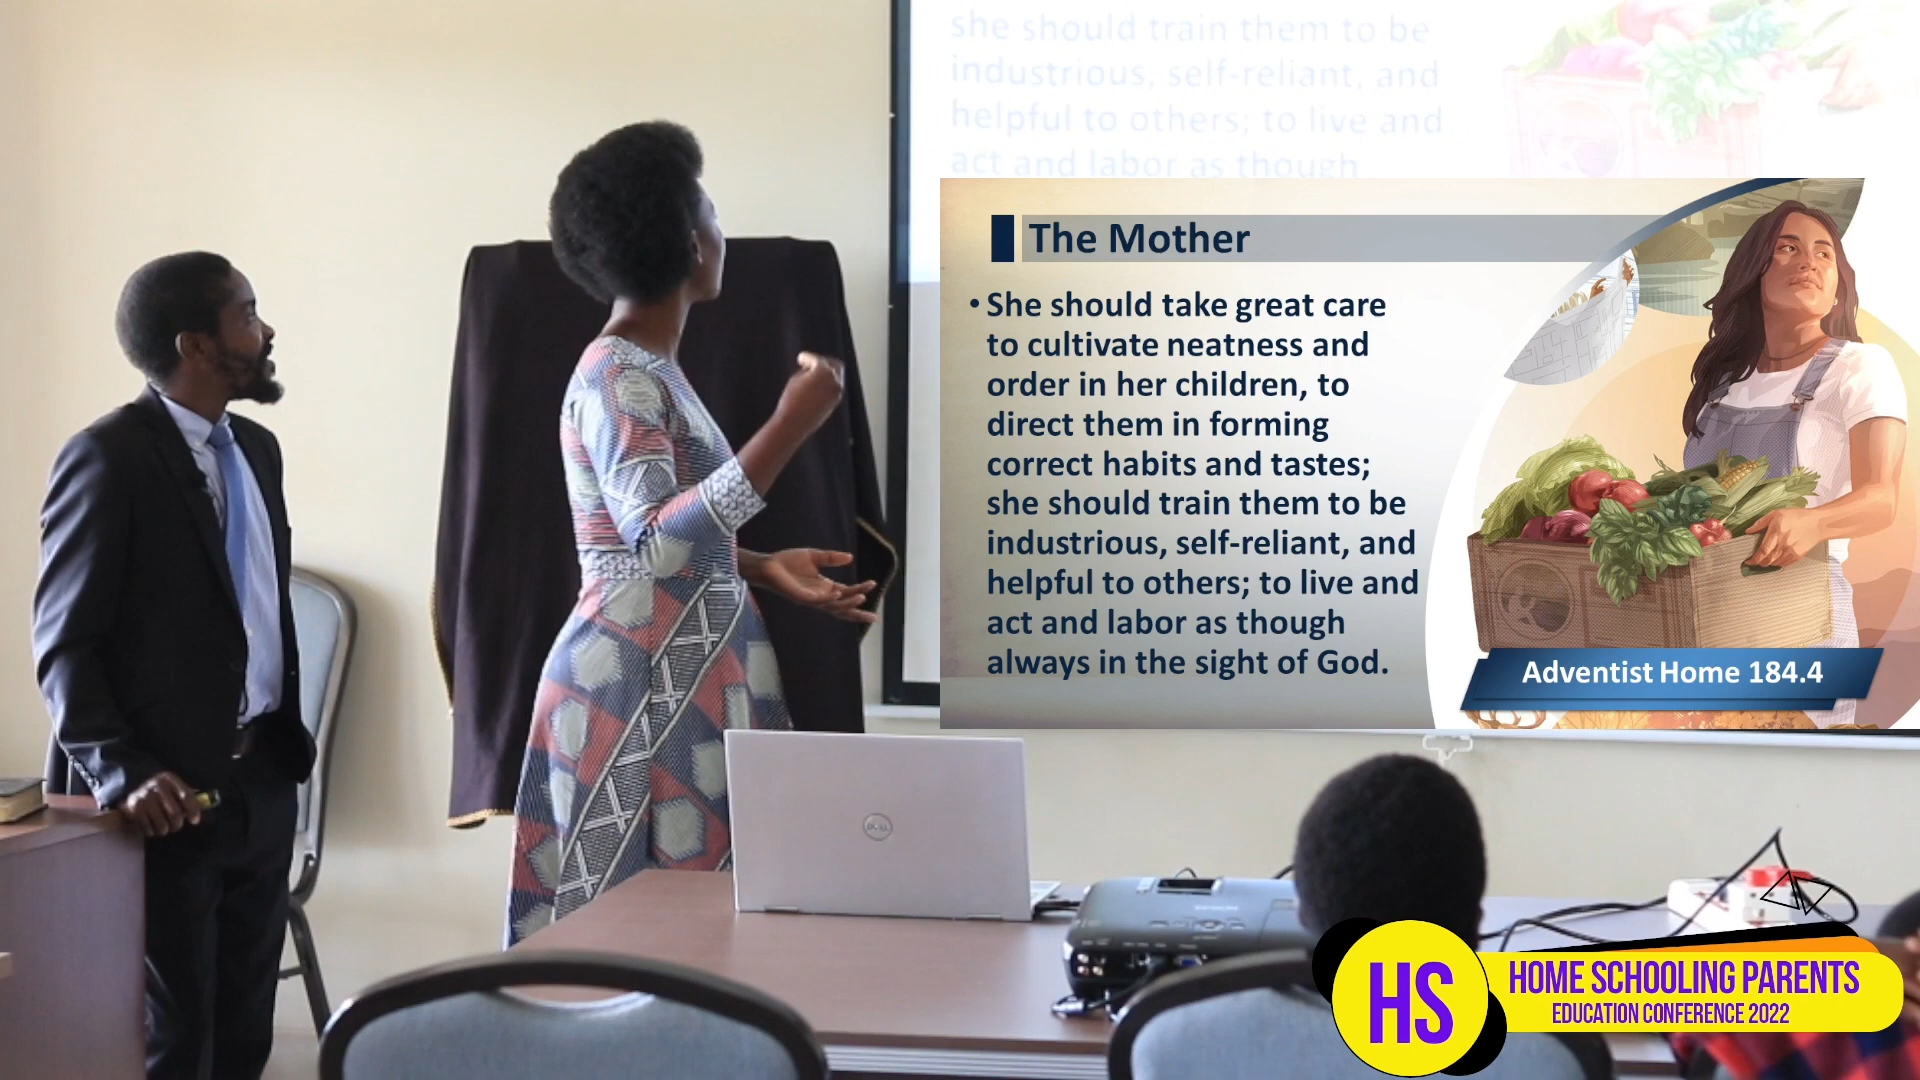 she should train them to be
industrious, self-reliant, and
helpful to others; to live and
act and labor as though
The Mother
• She should take great care
to cultivate neatness and
order in her children, to
direct them in forming
correct habits and tastes;
she should train them to be
industrious, self-reliant, and
helpful to others; to live and
act and labor as though
always in the sight of God.
Adventist Home 184.4
DELL
EPSON
HS
HOME SCHOOLING PARENTS
EDUCATION CONFERENCE 2022